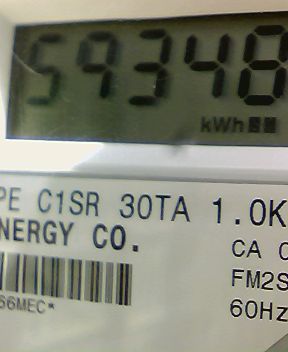 59348
kWh
PE C1SR 30TA 1.0K
NERGY CO.
CA
FM2S
60Hz
66MEC*